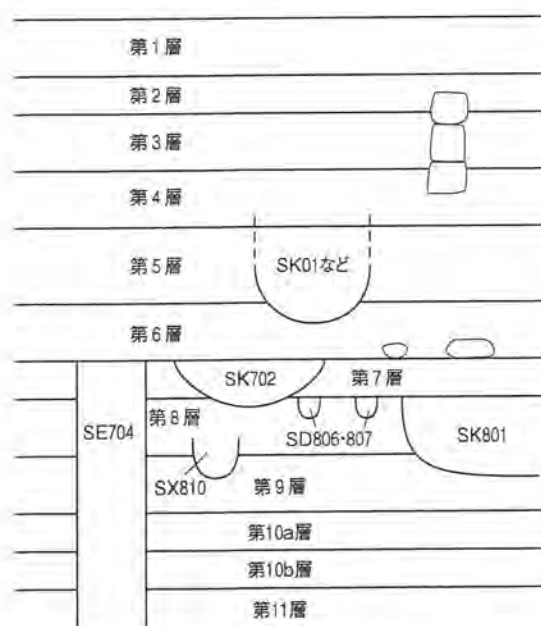 第1層
第2層
第3層
第4層
第5層
SK01など
第6層
SK702
第7層
第8層
SE704
SD806・807
SK801
SX810
第9層
第10a層
第10b層
第11層